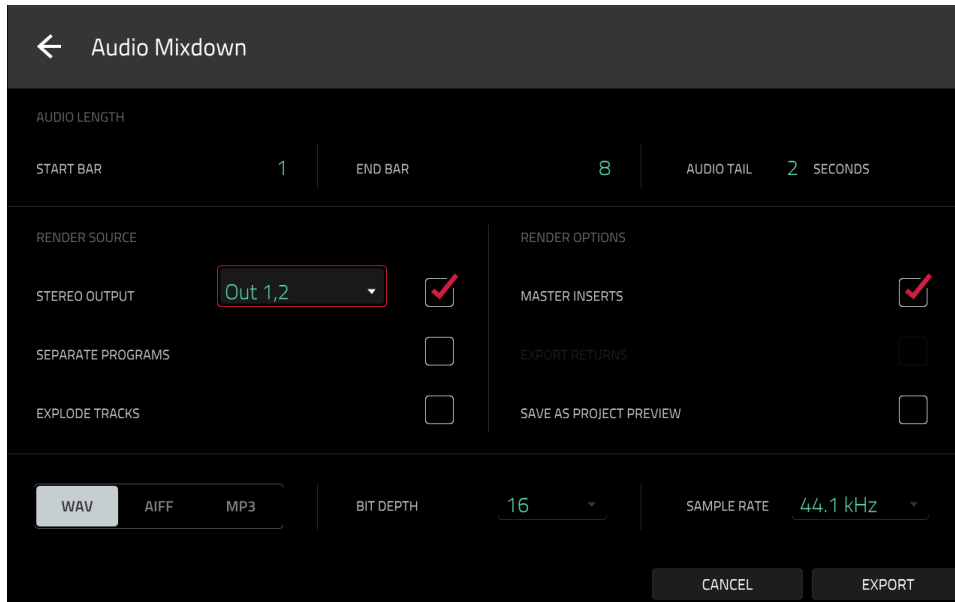 Audio Mixdown
AUDIO LENGTH
START BAR 1 END BAR 8 AUDIO TAIL 2 SECONDS
RENDER SOURCE RENDER OPTIONS
STEREO OUTPUT Out 1,2 MASTER INSERTS
SEPARATE PROGRAMS EXPORT RETURNS
EXPLODE TRACKS SAVE AS PROJECT PREVIEW
WAV AIFF MP3 BIT DEPTH 16 SAMPLE RATE 44.1 kHz
CANCEL EXPORT